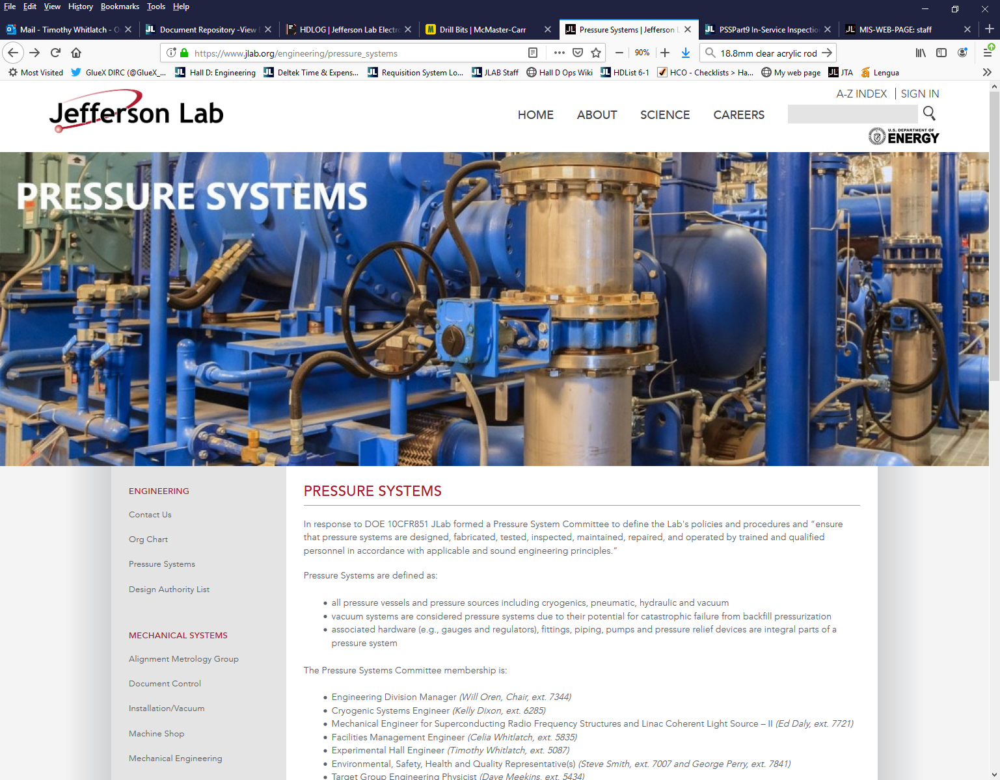 File Edit View History Bookmarks Tools Help
Mail - Timothy Whitlatch - O
Document Repository -View
HDLOG | Jefferson Lab Electr
Drill Bits | McMaster-Carr
Pressure Systems | Jefferson L
PSSPart9 In-Service Inspectio
MIS-WEB-PAGE: staff
https://www.jlab.org/engineering/pressure_systems
90%
18.8mm clear acrylic rod
Most Visited
GlueX DIRC (@GlueX_...
Hall D: Engineering
Deltek Time & Expens...
Requisition System Lo...
JLAB Staff
Hall D Ops Wiki
HDList 6-1
HCO - Checklists > Ha...
My web page
JTA
Lengua
Jefferson Lab
A-Z INDEX | SIGN IN
HOME ABOUT SCIENCE CAREERS
U.S. DEPARTMENT OF
ENERGY
PRESSURE SYSTEMS
ENGINEERING
Contact Us
Org Chart
Pressure Systems
Design Authority List
MECHANICAL SYSTEMS
Alignment Metrology Group
Document Control
Installation/Vacuum
Machine Shop
Mechanical Engineering
PRESSURE SYSTEMS
In response to DOE 10CFR851 JLab formed a Pressure System Committee to define the Lab's policies and procedures and “ensure
that pressure systems are designed, fabricated, tested, inspected, maintained, repaired, and operated by trained and qualified
personnel in accordance with applicable and sound engineering principles.”
Pressure Systems are defined as:
• all pressure vessels and pressure sources including cryogenics, pneumatic, hydraulic and vacuum
• vacuum systems are considered pressure systems due to their potential for catastrophic failure from backfill pressurization
• associated hardware (e.g., gauges and regulators), fittings, piping, pumps and pressure relief devices are integral parts of a
pressure system
The Pressure Systems Committee membership is:
• Engineering Division Manager (Will Oren, Chair, ext. 7344)
• Cryogenic Systems Engineer (Kelly Dixon, ext. 6285)
• Mechanical Engineer for Superconducting Radio Frequency Structures and Linac Coherent Light Source – II (Ed Daly, ext. 7721)
• Facilities Management Engineer (Celia Whitlatch, ext. 5835)
• Experimental Hall Engineer (Timothy Whitlatch, ext. 5087)
• Environmental, Safety, Health and Quality Representative(s) (Steve Smith, ext. 7007 and George Perry, ext. 7841)
• Target Group Engineering Physicist (Dave Meekins, ext. 5434)